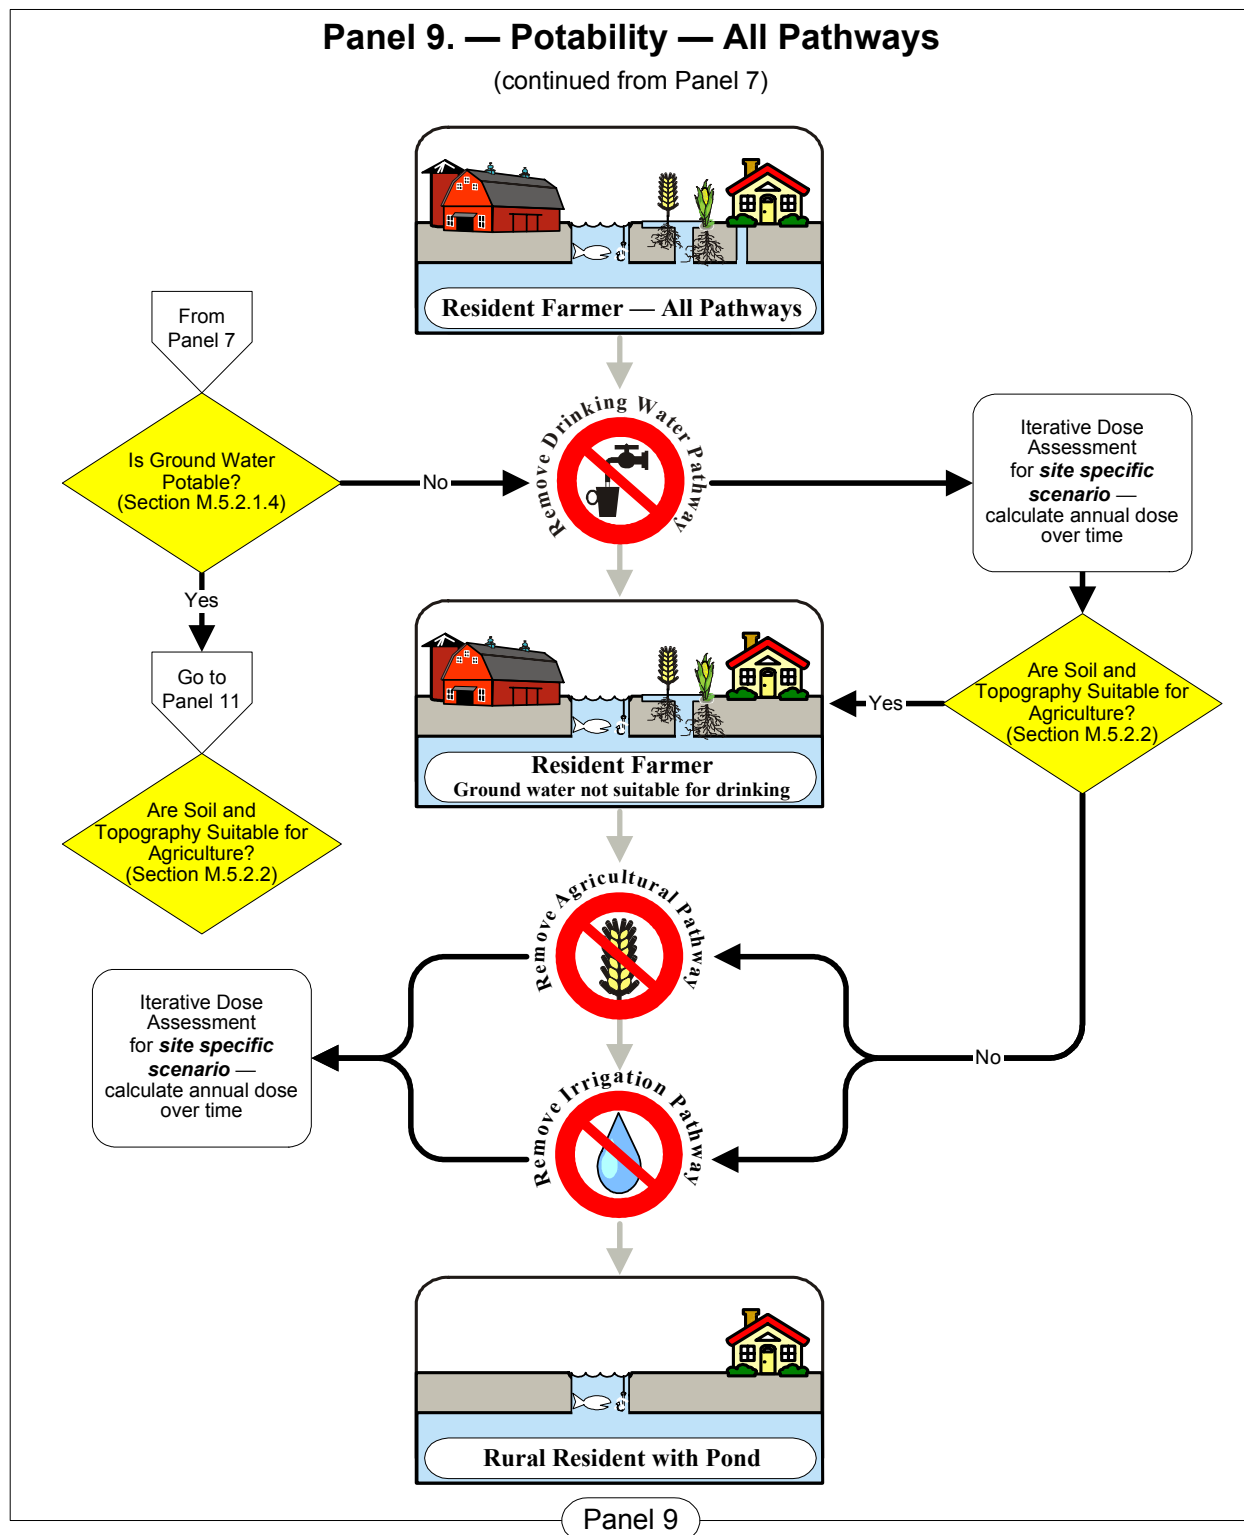 Panel 9. — Potability — All Pathways
(continued from Panel 7)
Resident Farmer — All Pathways
From
Panel 7
Remove Drinking Water Pathway
Is Ground Water
Potable?
(Section M.5.2.1.4)
No
Iterative Dose
Assessment
for site specific
scenario —
calculate annual dose
over time
Yes
Go to
Panel 11
Are Soil and
Topography Suitable for
Agriculture?
(Section M.5.2.2)
Yes
Resident Farmer
Ground water not suitable for drinking
Are Soil and
Topography Suitable for
Agriculture?
(Section M.5.2.2)
Remove Agricultural Pathway
Iterative Dose
Assessment
for site specific
scenario —
calculate annual dose
over time
No
Remove Irrigation Pathway
Rural Resident with Pond
Panel 9